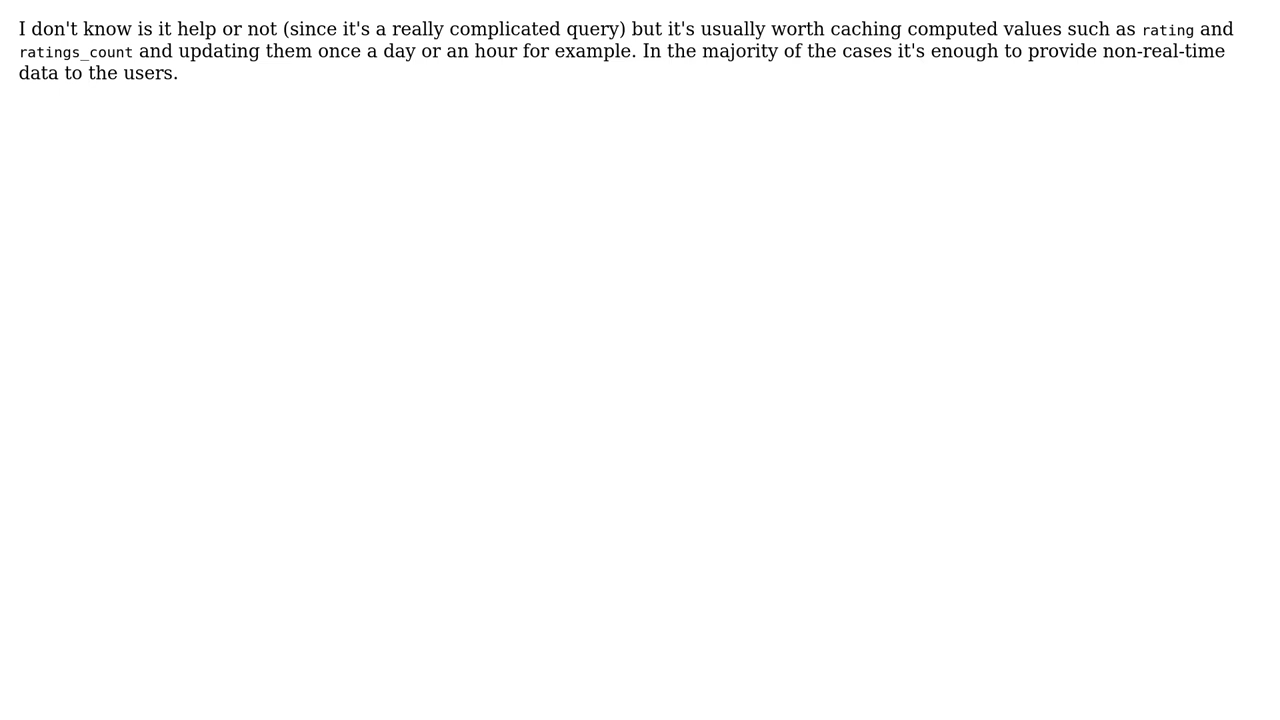 I don't know is it help or not (since it's a really complicated query) but it's usually worth caching computed values such as rating and
ratings_count and updating them once a day or an hour for example. In the majority of the cases it's enough to provide non-real-time
data to the users.